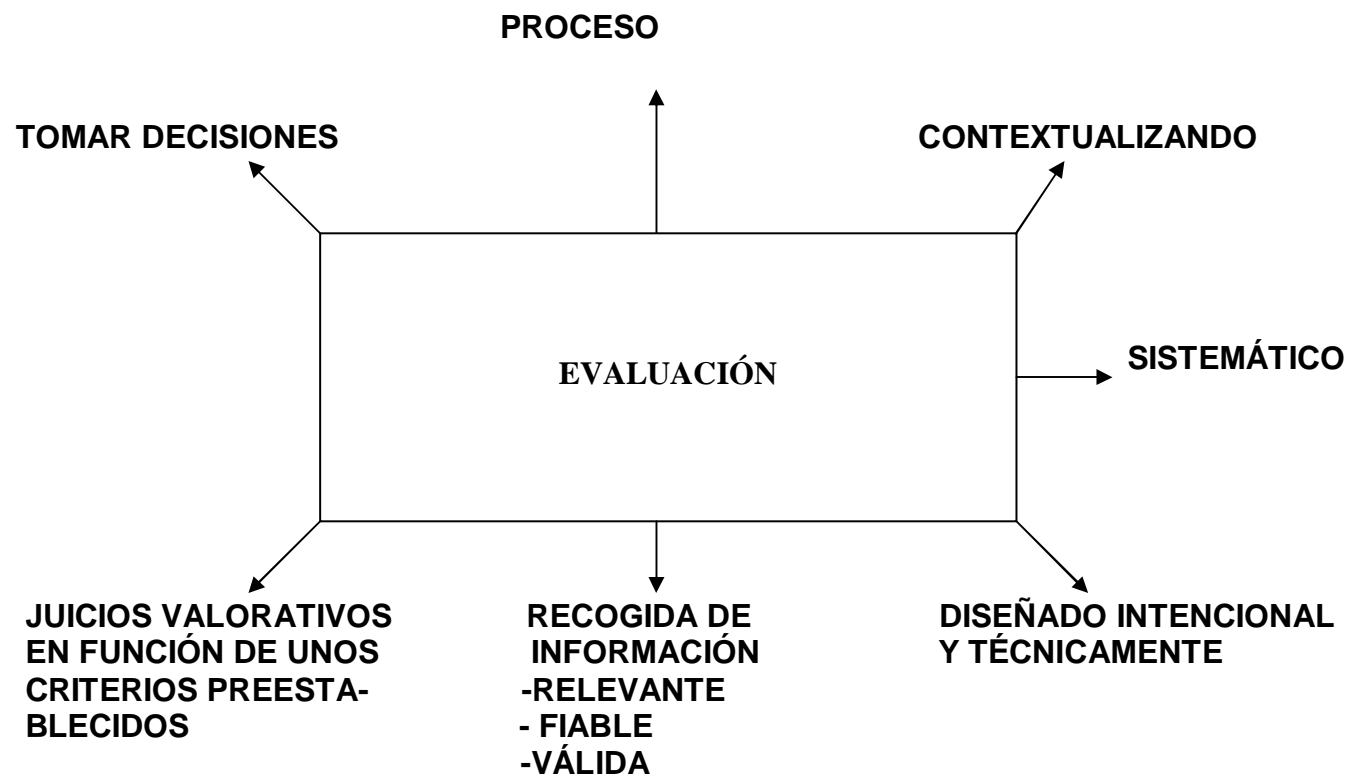 PROCESO
TOMAR DECISIONES
CONTEXTUALIZANDO
SISTEMÁTICO
EVALUACIÓN
JUICIOS VALORATIVOS
EN FUNCIÓN DE UNOS
CRITERIOS PREESTA-
BLECIDOS
RECOGIDA DE
INFORMACIÓN
-RELEVANTE
- FIABLE
-VÁLIDA
DISEÑADO INTENCIONAL
Y TÉCNICAMENTE